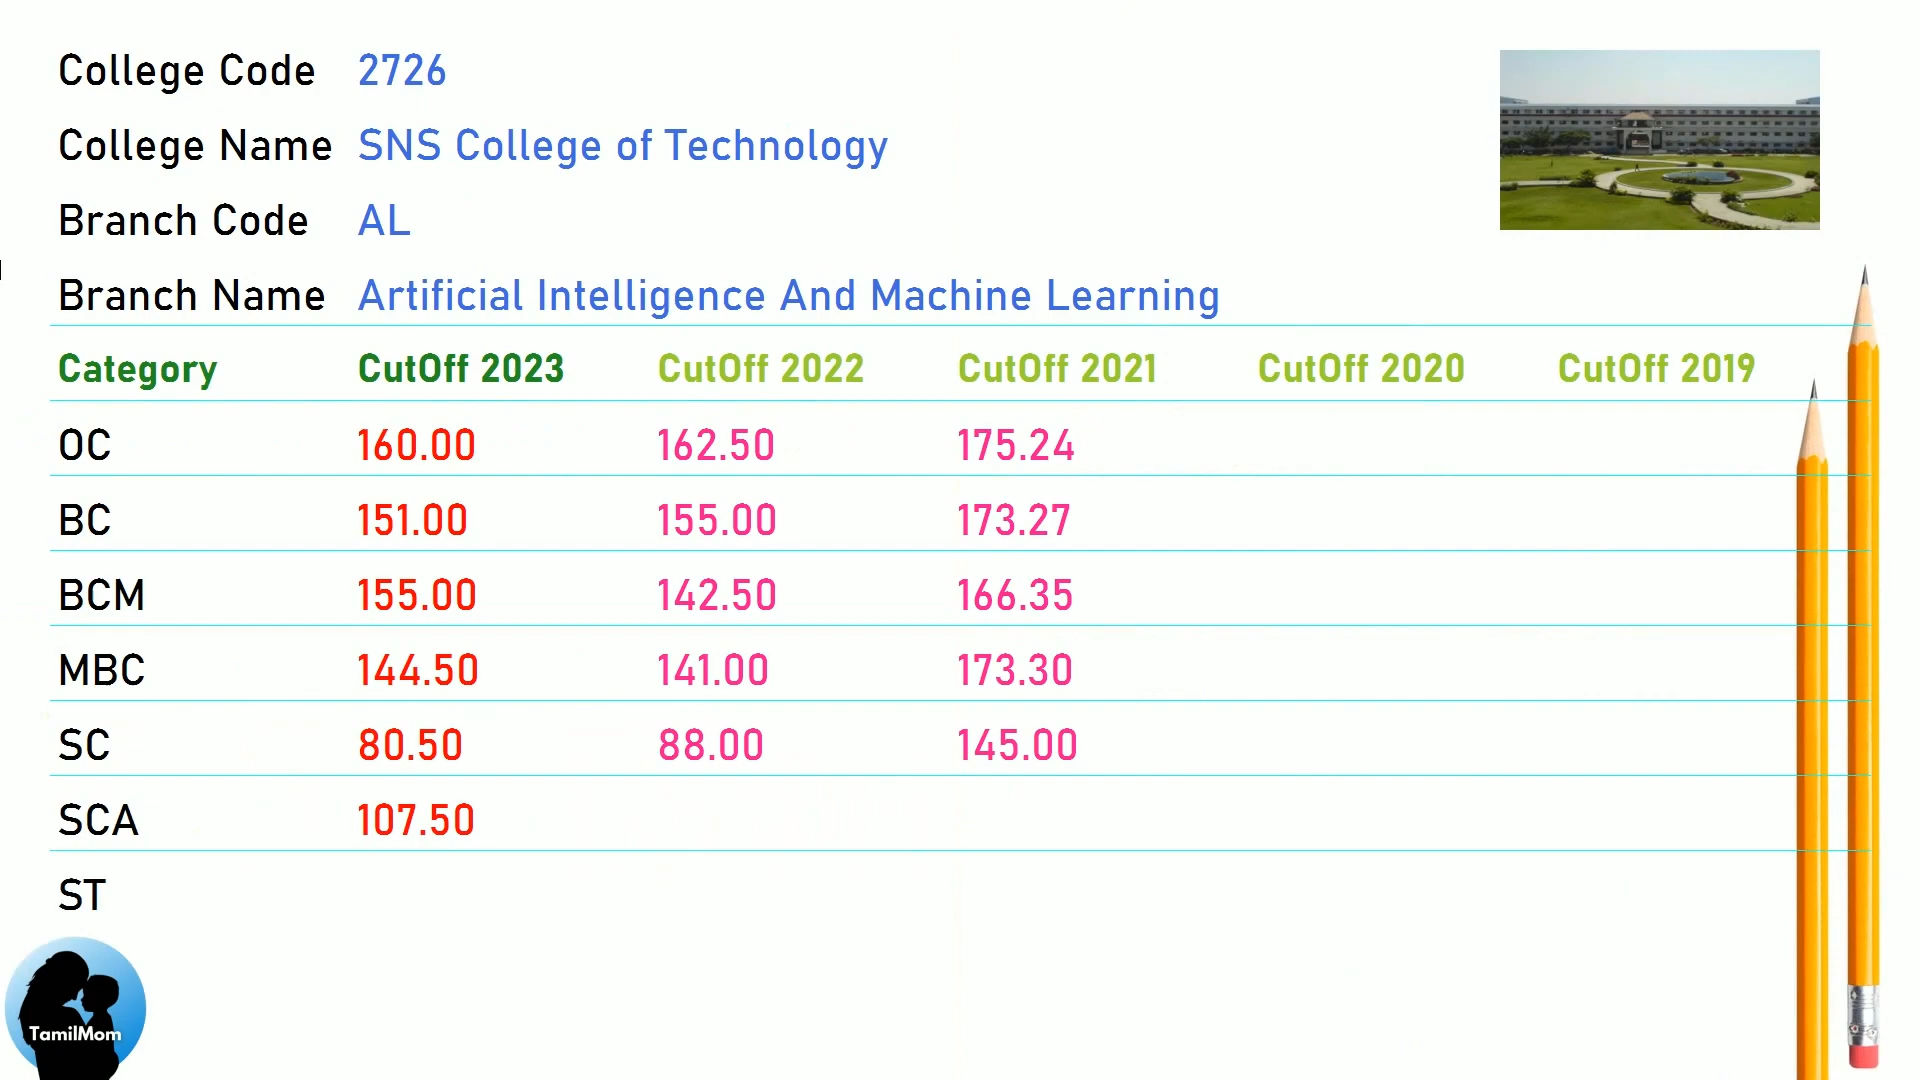 College Code 2726
College Name SNS College of Technology
Branch Code AL
Branch Name Artificial Intelligence And Machine Learning
Category CutOff 2023 CutOff 2022 CutOff 2021 CutOff 2020 CutOff 2019
OC 160.00 162.50 175.24
BC 151.00 155.00 173.27
BCM 155.00 142.50 166.35
MBC 144.50 141.00 173.30
SC 80.50 88.00 145.00
SCA 107.50
ST
TamilMom